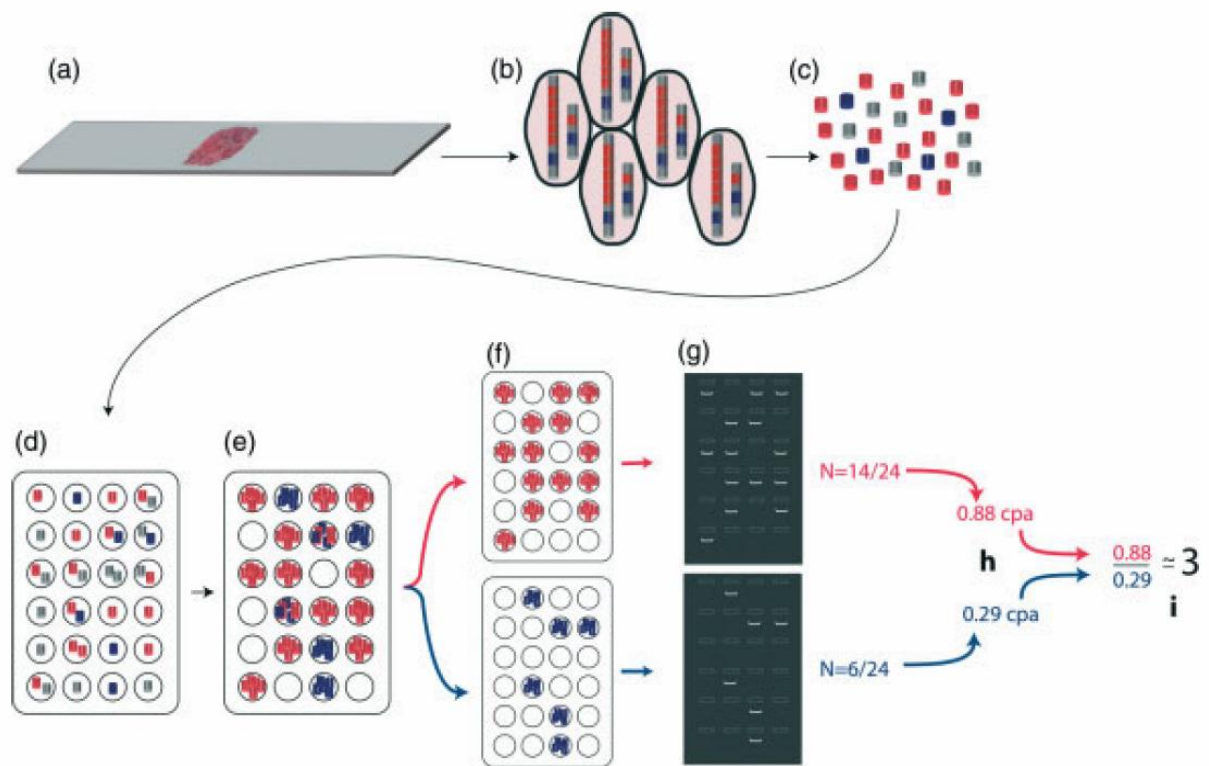 (a)
(b)
(c)
(d)
(e)
(f)
(g)
N=14/24
0.88 cpa
h
0.29 cpa
N=6/24
0.88
0.29
≃ 3
i